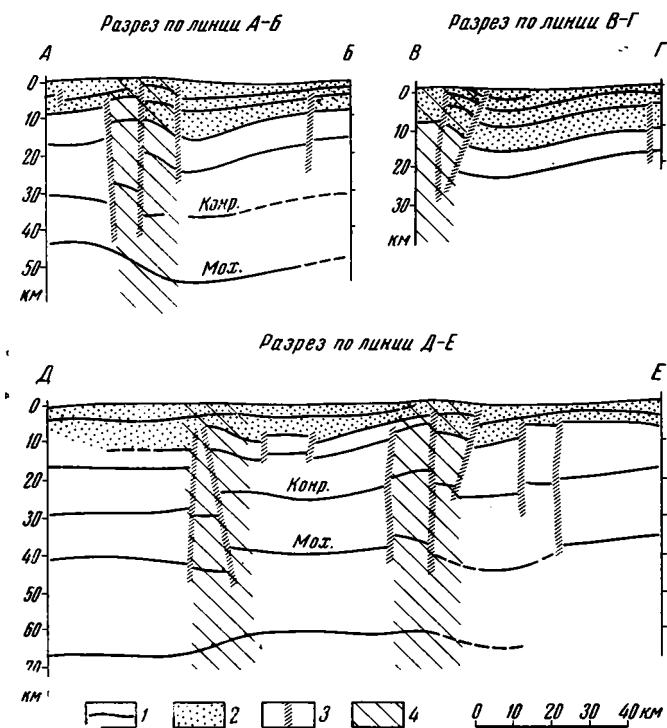 Разрез по линии А-Б
Разрез по линии В-Г
А
Б
В
Г
0
10
20
30
40
50
км
Конр.
Мох.
0
10
20
30
км
Разрез по линии Д-Е
Д
Е
0
10
20
30
40
50
60
70
км
Конр.
Мох.
1
2
3
4
0 10 20 30 40 км